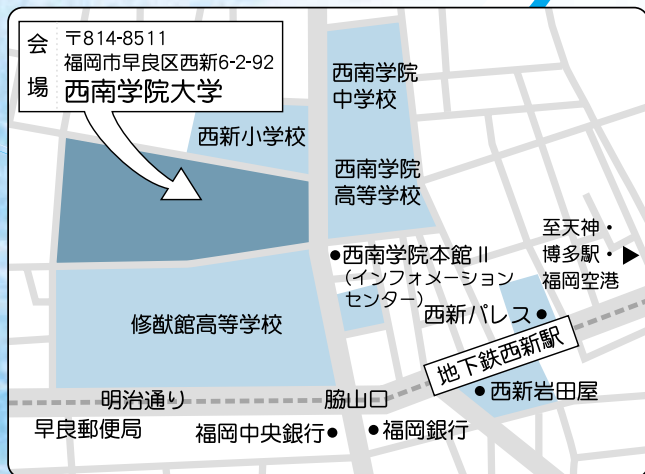 会場
〒814-8511
福岡市早良区西新6-2-92
西南学院大学
西南学院
中学校
西新小学校
西南学院
高等学校
至天神・
博多駅・▶
福岡空港
●西南学院本館Ⅱ
(インフォメーション
センター)
西新パレス●
修猷館高等学校
地下鉄西新駅
●西新岩田屋
明治通り
脇山口
早良郵便局
福岡中央銀行●
●福岡銀行